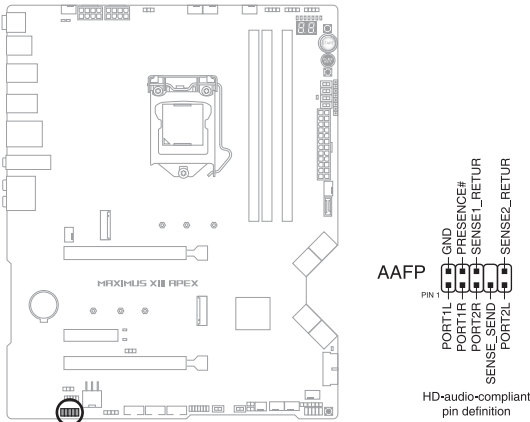 MAXIMUS XIII APEX
AAFP
PIN 1
GND
PRESENCE#
SENSE1_RETUR
SENSE2_RETUR
PORT1L
PORT1R
PORT2R
SENSE_SEND
PORT2L
HD-audio-compliant
pin definition